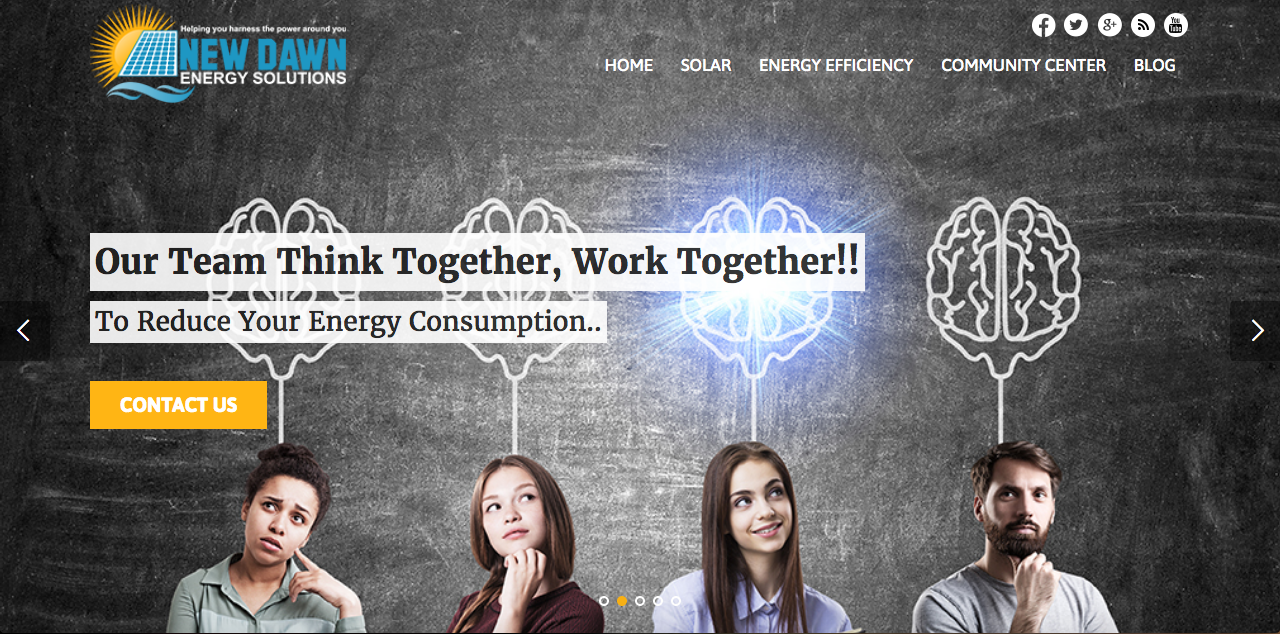 Helping you harness the power around you
NEW DAWN
ENERGY SOLUTIONS
g+
You
Tube
HOME SOLAR ENERGY EFFICIENCY COMMUNITY CENTER BLOG
Our Team Think Together, Work Together!!
To Reduce Your Energy Consumption..
CONTACT US